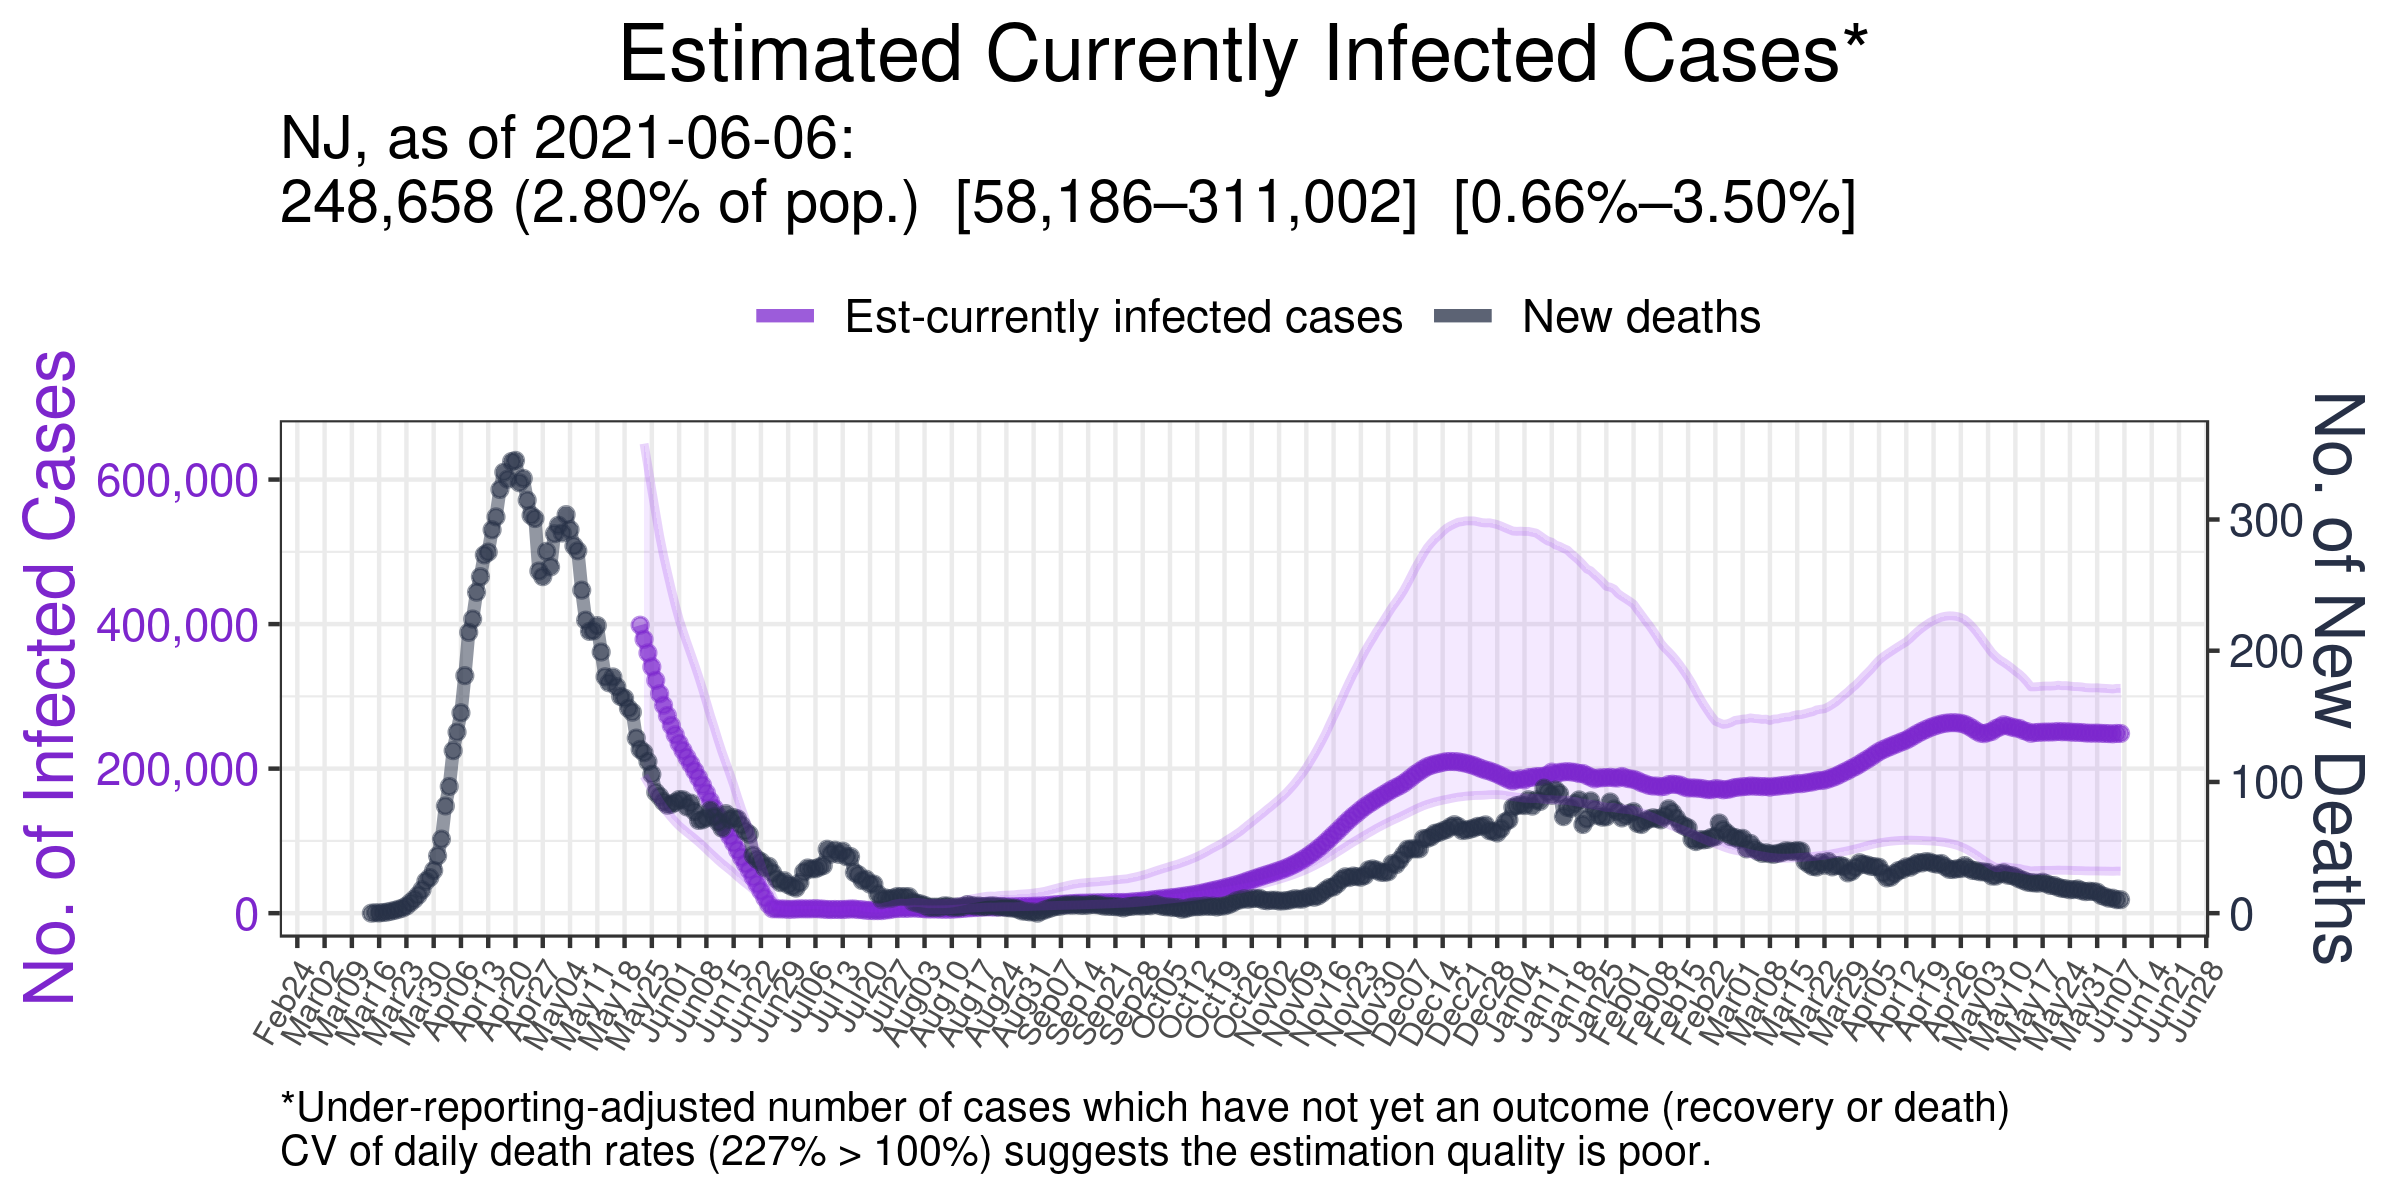 Estimated Currently Infected Cases*
NJ, as of 2021-06-06:
248,658 (2.80% of pop.)  [58,186–311,002]  [0.66%–3.50%]
Est-currently infected cases
New deaths
No. of Infected Cases
600,000
400,000
200,000
0
300
200
100
0
No. of New Deaths
Feb24
Mar02
Mar09
Mar16
Mar23
Mar30
Apr06
Apr13
Apr20
Apr27
May04
May11
May18
May25
Jun01
Jun08
Jun15
Jun22
Jun29
Jul06
Jul13
Jul20
Jul27
Aug03
Aug10
Aug17
Aug24
Aug31
Sep07
Sep14
Sep21
Sep28
Oct05
Oct12
Oct19
Oct26
Nov02
Nov09
Nov16
Nov23
Nov30
Dec07
Dec14
Dec21
Dec28
Jan04
Jan11
Jan18
Jan25
Feb01
Feb08
Feb15
Feb22
Mar01
Mar08
Mar15
Mar22
Mar29
Apr05
Apr12
Apr19
Apr26
May03
May10
May17
May24
May31
Jun07
Jun14
Jun21
Jun28
*Under-reporting-adjusted number of cases which have not yet an outcome (recovery or death)
CV of daily death rates (227% > 100%) suggests the estimation quality is poor.